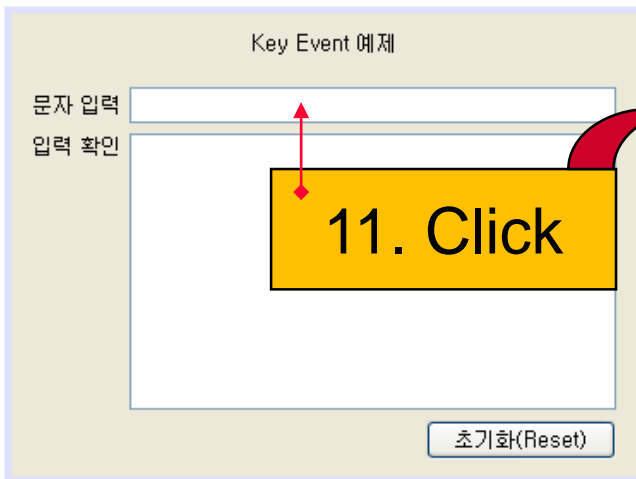 Key Event 예제
문자 입력
입력 확인
11. Click
초기화(Reset)